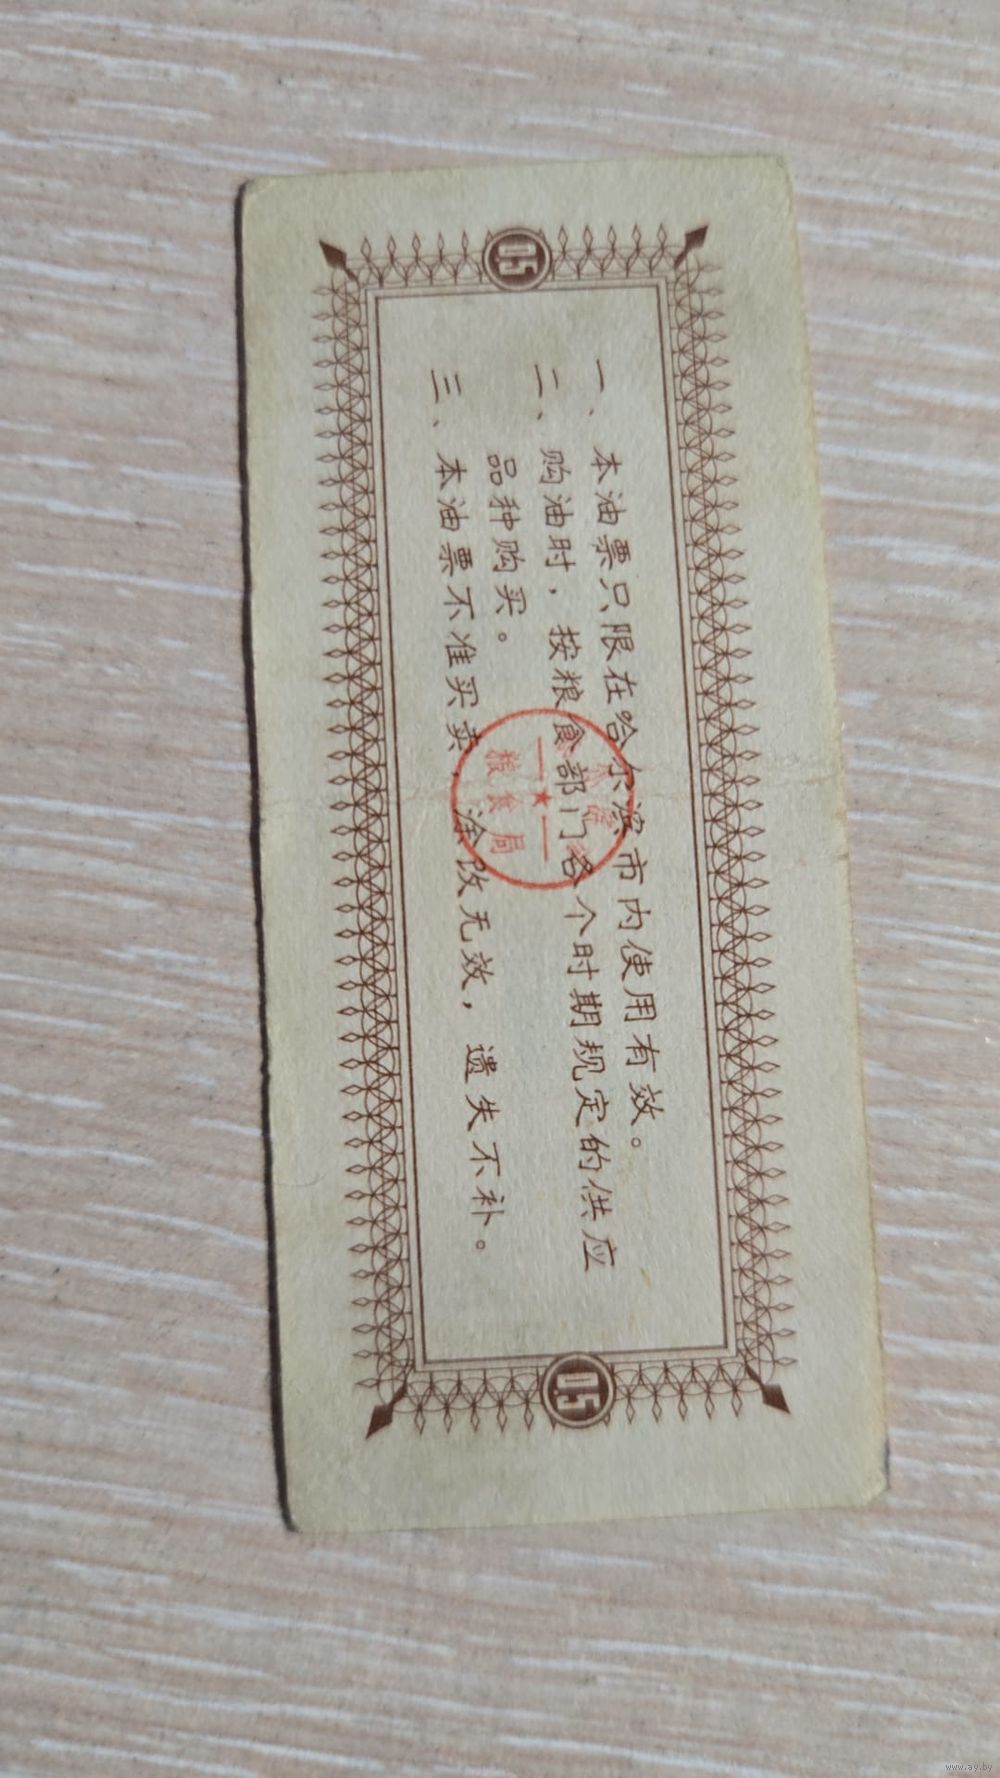 0.5
一、本油票只限在哈尔滨市内使用有效。
二、购油时，按粮食部门各个时期规定的供应
品种购买。
三、本油票不准买卖，涂改无效，遗失不补。
粮食局
0.5
www.ay.by